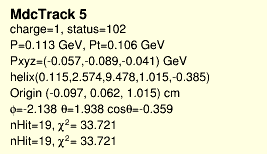 MdcTrack 5
charge=1, status=102
P=0.113 GeV, Pt=0.106 GeV
Pxyz=(-0.057,-0.089,-0.041) GeV
helix(0.115,2.574,9.478,1.015,-0.385)
Origin (-0.097, 0.062, 1.015) cm
ϕ=-2.138 θ=1.938 cosθ=-0.359
nHit=19, χ²= 33.721
nHit=19, χ²= 33.721